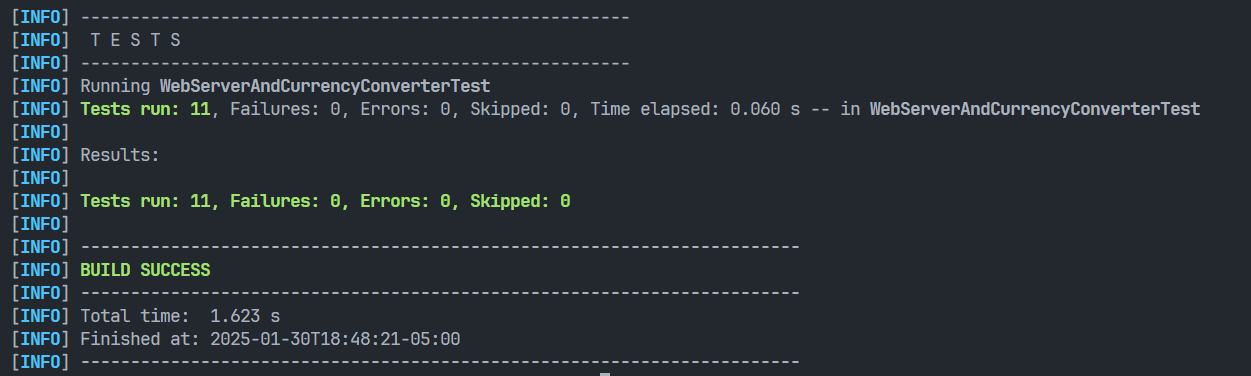 [INFO] -------------------------------------------------------
[INFO]  T E S T S
[INFO] -------------------------------------------------------
[INFO] Running WebServerAndCurrencyConverterTest
[INFO] Tests run: 11, Failures: 0, Errors: 0, Skipped: 0, Time elapsed: 0.060 s -- in WebServerAndCurrencyConverterTest
[INFO]
[INFO] Results:
[INFO]
[INFO] Tests run: 11, Failures: 0, Errors: 0, Skipped: 0
[INFO]
[INFO] ------------------------------------------------------------------------
[INFO] BUILD SUCCESS
[INFO] ------------------------------------------------------------------------
[INFO] Total time:  1.623 s
[INFO] Finished at: 2025-01-30T18:48:21-05:00
[INFO] ------------------------------------------------------------------------